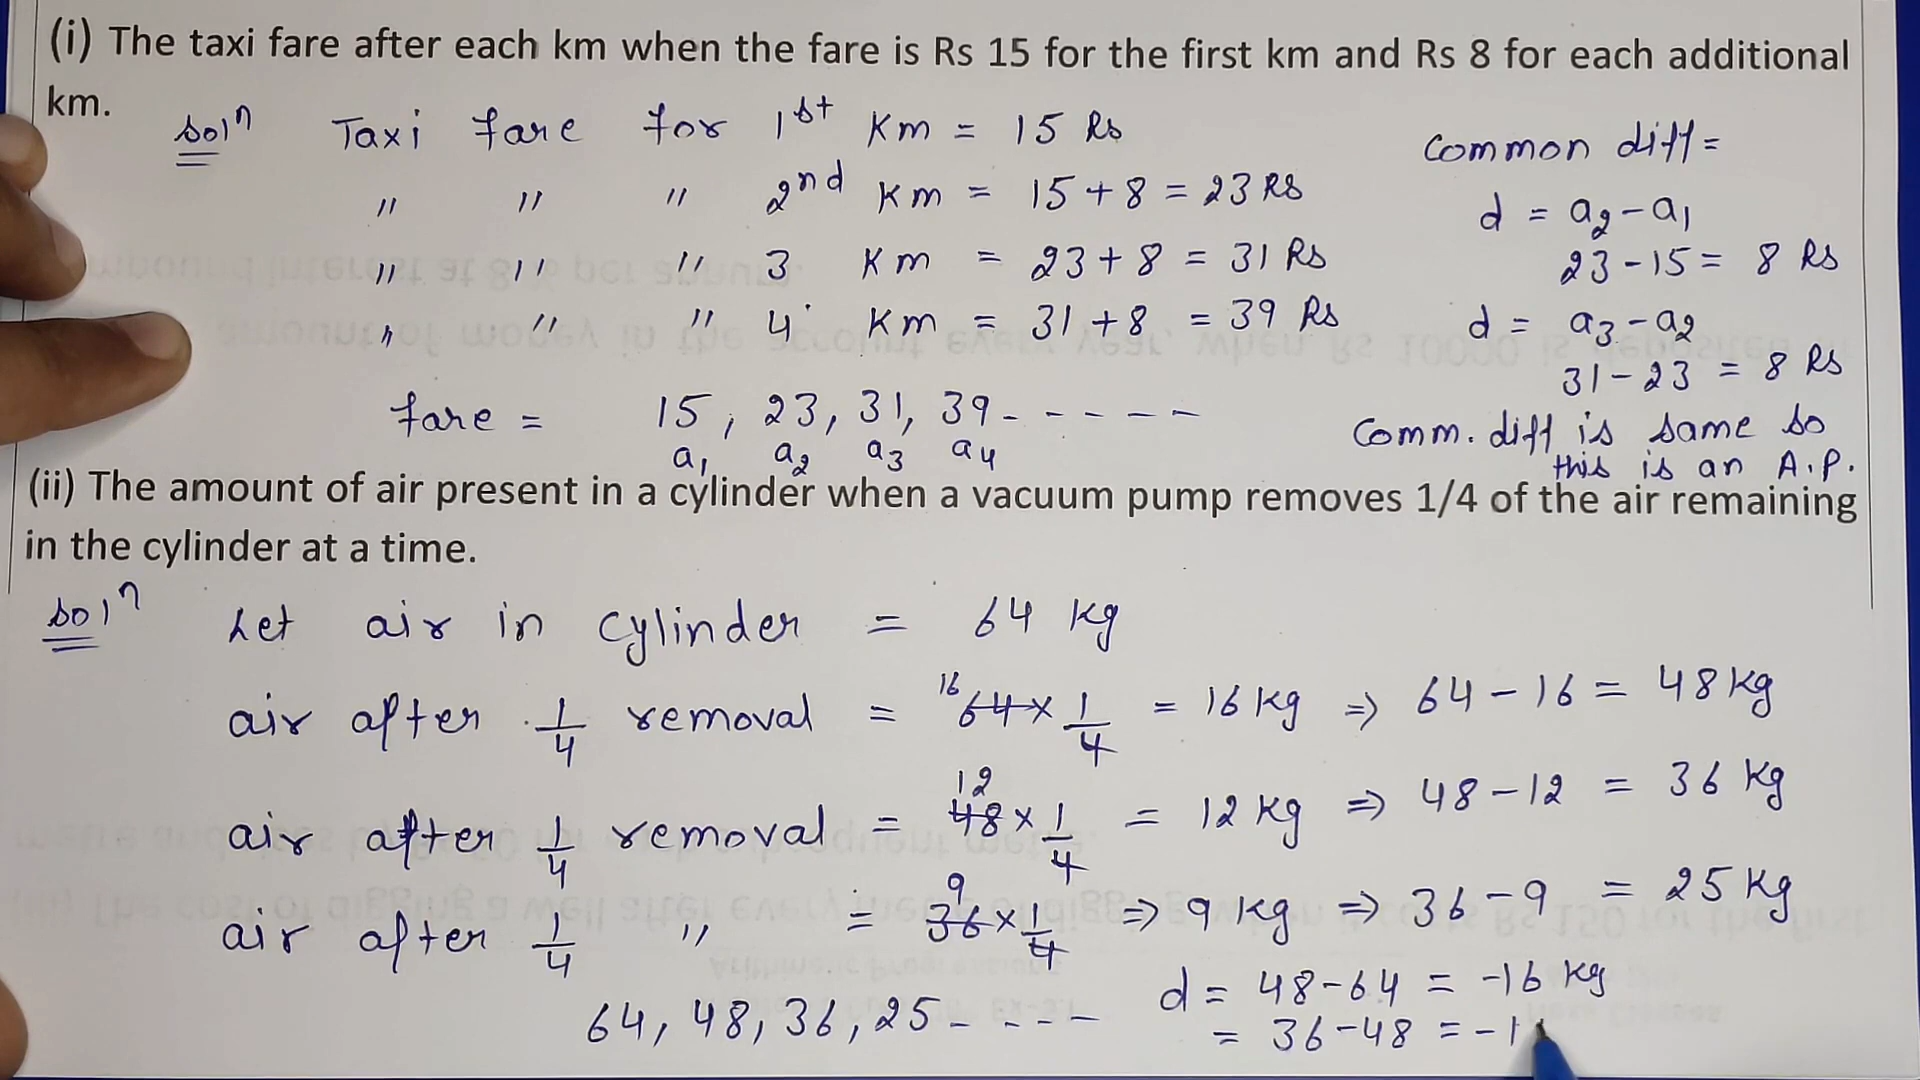 (i) The taxi fare after each km when the fare is Rs 15 for the first km and Rs 8 for each additional
km.
solⁿ Taxi fare for 1st Km = 15 Rs
" " " 2nd Km = 15 + 8 = 23 Rs
" " " 3 Km = 23 + 8 = 31 Rs
" " " 4 Km = 31 + 8 = 39 Rs
fare = 15, 23, 31, 39 - - - - -
a₁ a₂ a₃ a₄
Common diff =
d = a₂ - a₁
23 - 15 = 8 Rs
d = a₃ - a₂
31 - 23 = 8 Rs
Comm. diff is same so
this is an A.P.
(ii) The amount of air present in a cylinder when a vacuum pump removes 1/4 of the air remaining
in the cylinder at a time.
solⁿ Let air in cylinder = 64 kg
air after 1/4 removal = 16 64 × 1/4 = 16 kg ⇒ 64 - 16 = 48 kg
air after 1/4 removal = 12 48 × 1/4 = 12 kg ⇒ 48 - 12 = 36 kg
air after 1/4 " = 9 36 × 1/4 ⇒ 9 kg ⇒ 36 - 9 = 25 kg
64, 48, 36, 25 - - - -
d = 48 - 64 = -16 kg
= 36 - 48 = -1